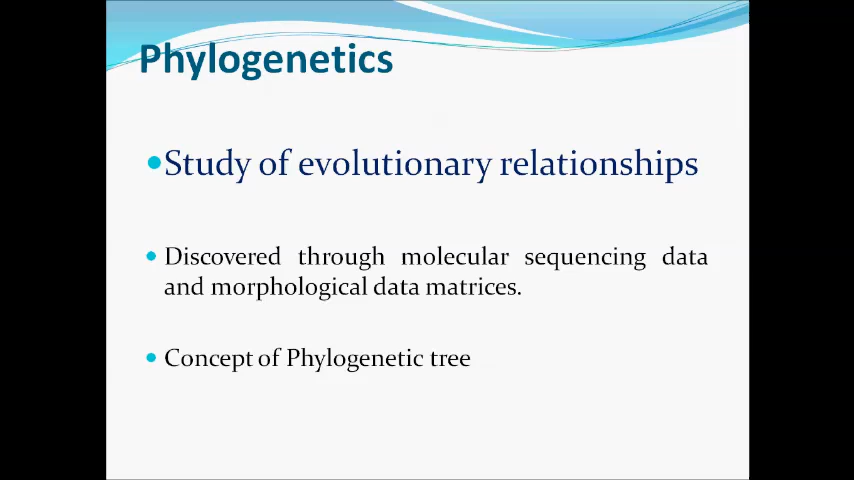 Phylogenetics
•Study of evolutionary relationships
• Discovered through molecular sequencing data
and morphological data matrices.
• Concept of Phylogenetic tree